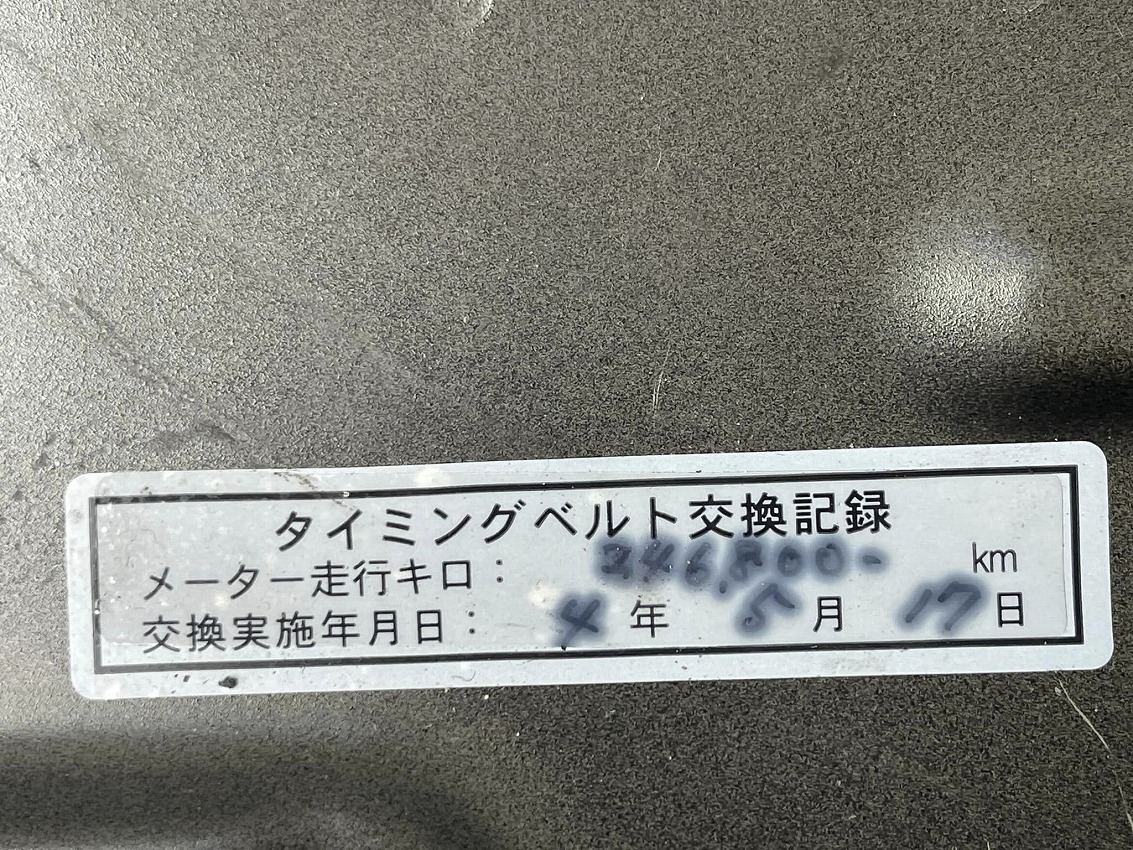 タイミングベルト交換記録
メーター走行キロ： 246,800- km
交換実施年月日： 4 年 5 月 17 日